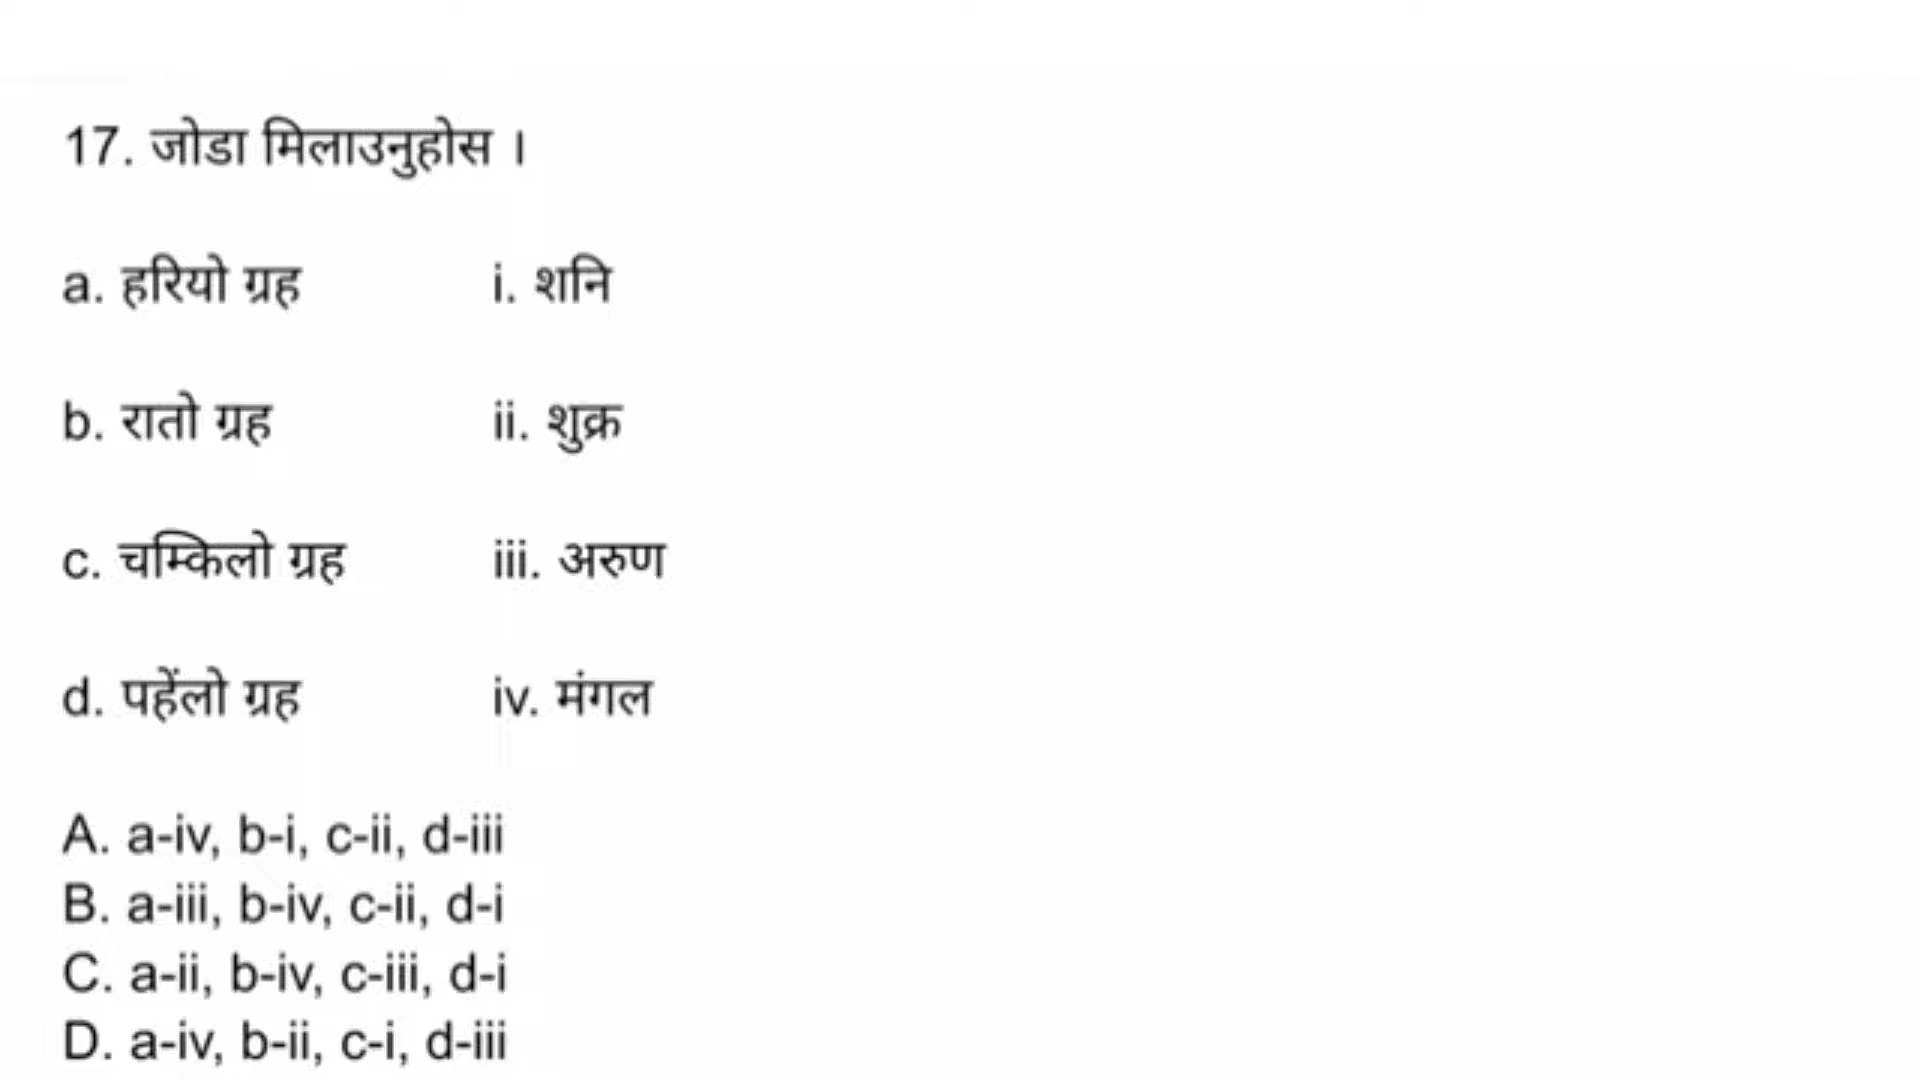 17. जोडा मिलाउनुहोस ।
a. हरियो ग्रह i. शनि
b. रातो ग्रह ii. शुक्र
c. चम्किलो ग्रह iii. अरुण
d. पहेंलो ग्रह iv. मंगल
A. a-iv, b-i, c-ii, d-iii
B. a-iii, b-iv, c-ii, d-i
C. a-ii, b-iv, c-iii, d-i
D. a-iv, b-ii, c-i, d-iii